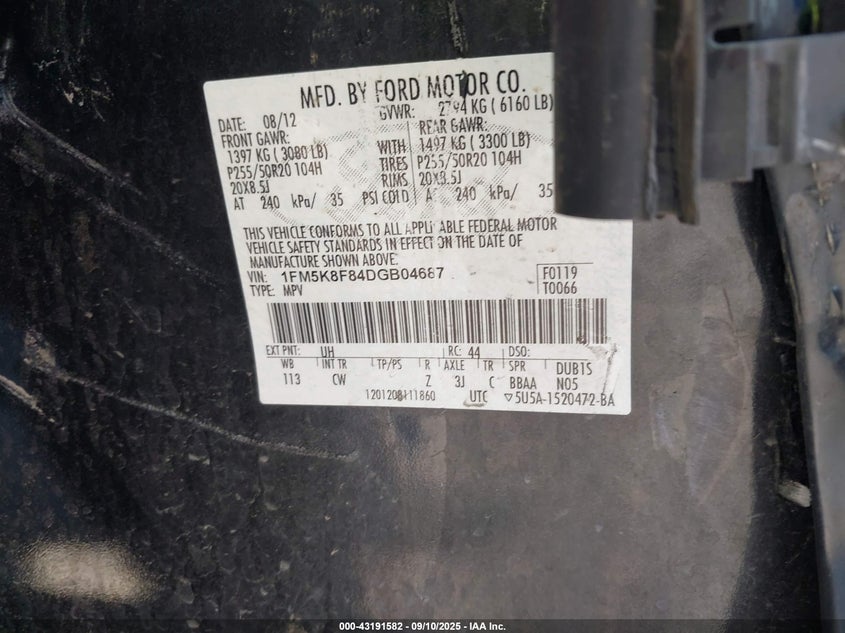 MFD. BY FORD MOTOR CO.
DATE: 08/12 GVWR: 2794 KG ( 6160 LB)
FRONT GAWR: REAR GAWR:
1397 KG ( 3080 LB) WITH 1497 KG ( 3300 LB)
P255/50R20 104H TIRES P255/50R20 104H
20X8.5J RIMS 20X8.5J
AT 240 kPa/ 35 PSI COLD A 240 kPa/ 35
THIS VEHICLE CONFORMS TO ALL APPLICABLE FEDERAL MOTOR
VEHICLE SAFETY STANDARDS IN EFFECT ON THE DATE OF
MANUFACTURE SHOWN ABOVE.
VIN: 1FM5K8F84DGB04687 F0119
TYPE: MPV T0066
EXT PNT: UH RC: 44 DSO:
WB INT TR TP/PS R AXLE TR SPR DUB1S
113 CW Z 3J C BBAA N05
1201208111860 UTC ▽5U5A-1520472-BA
000-43191582 - 09/10/2025 - IAA Inc.